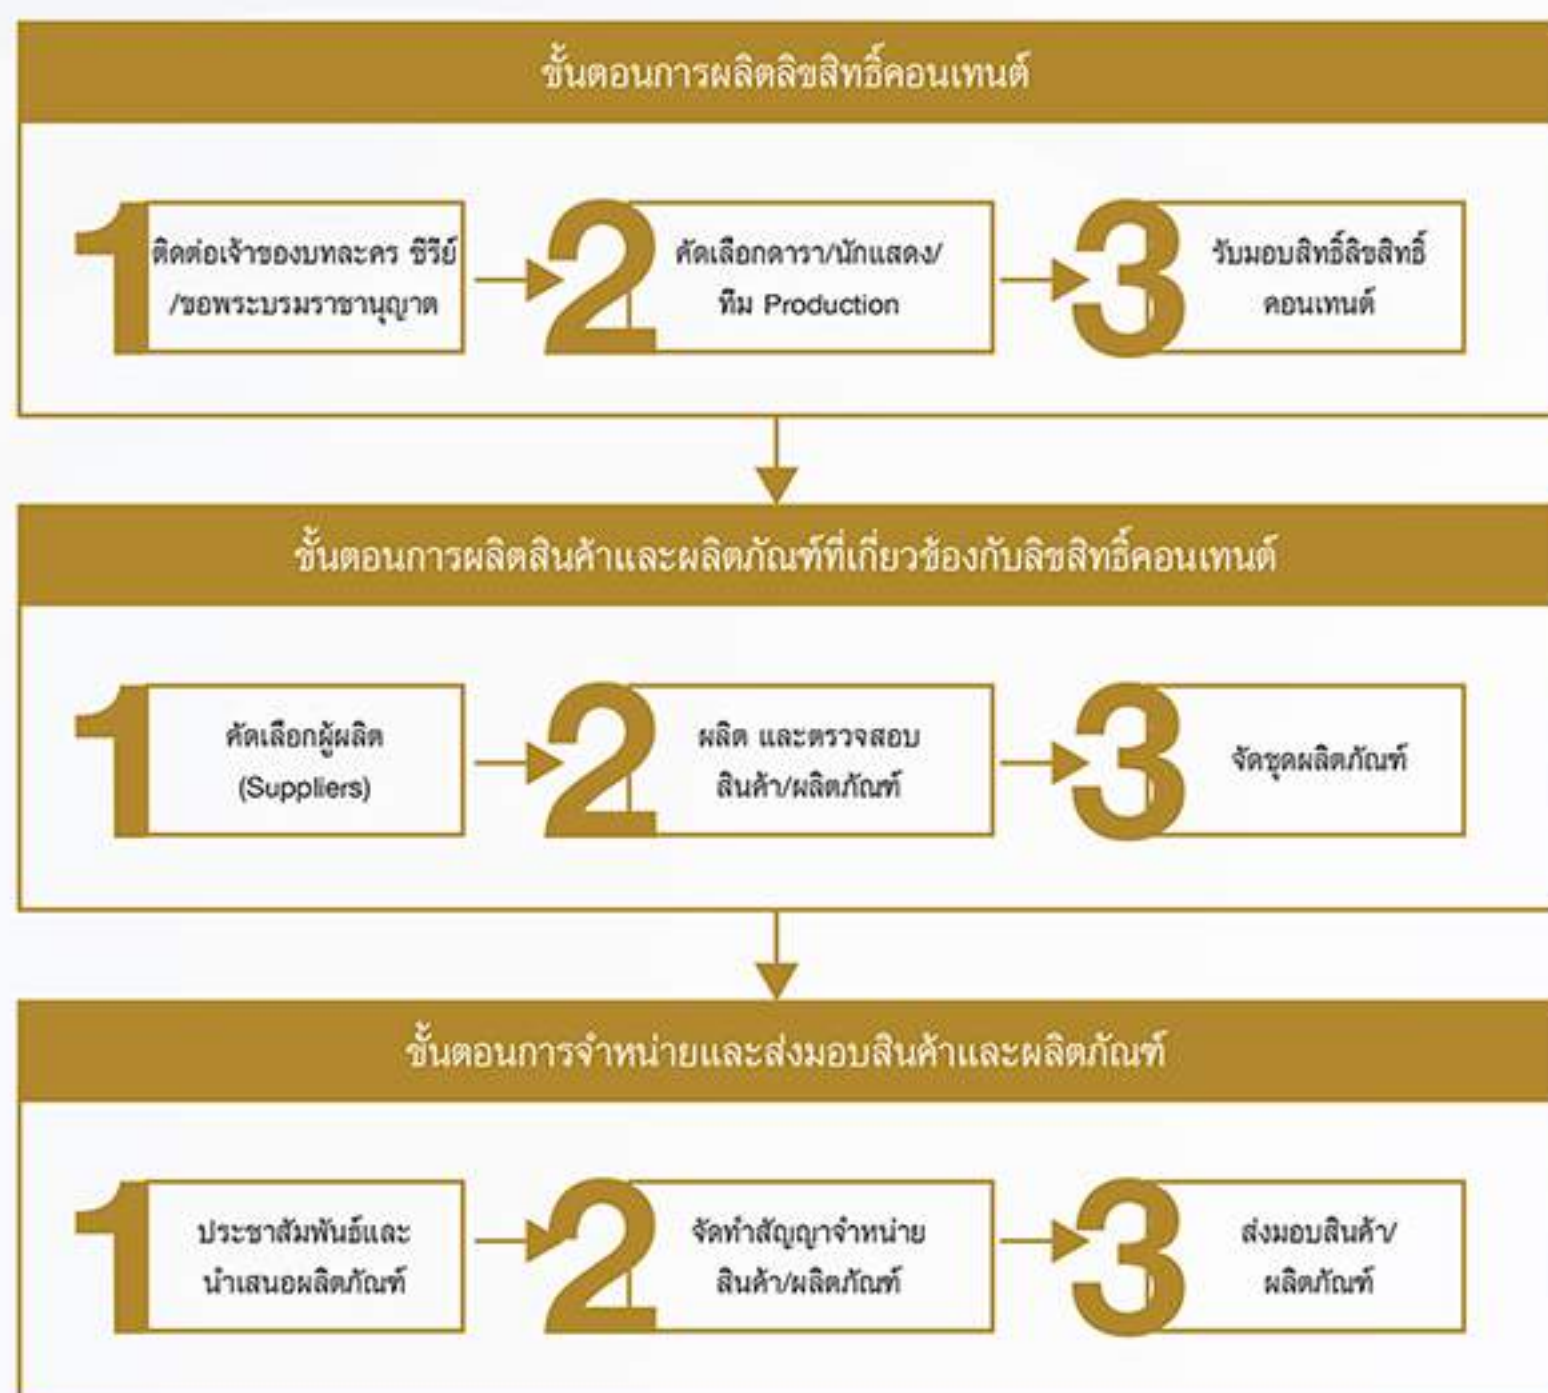 ขั้นตอนการผลิตลิขสิทธิ์คอนเทนต์
1
ติดต่อเจ้าของบทละคร ซีรีย์
/ขอพระบรมราชานุญาต
2
คัดเลือกดารา/นักแสดง/
ทีม Production
3
รับมอบสิทธิ์ลิขสิทธิ์
คอนเทนต์
ขั้นตอนการผลิตสินค้าและผลิตภัณฑ์ที่เกี่ยวข้องกับลิขสิทธิ์คอนเทนต์
1
คัดเลือกผู้ผลิต
(Suppliers)
2
ผลิต และตรวจสอบ
สินค้า/ผลิตภัณฑ์
3
จัดชุดผลิตภัณฑ์
ขั้นตอนการจำหน่ายและส่งมอบสินค้าและผลิตภัณฑ์
1
ประชาสัมพันธ์และ
นำเสนอผลิตภัณฑ์
2
จัดทำสัญญาจำหน่าย
สินค้า/ผลิตภัณฑ์
3
ส่งมอบสินค้า/
ผลิตภัณฑ์